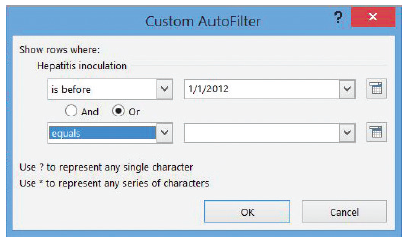 Custom AutoFilter ? x
Show rows where:
Hepatitis inoculation
is before 1/1/2012
And Or
equals
Use ? to represent any single character
Use * to represent any series of characters
OK Cancel